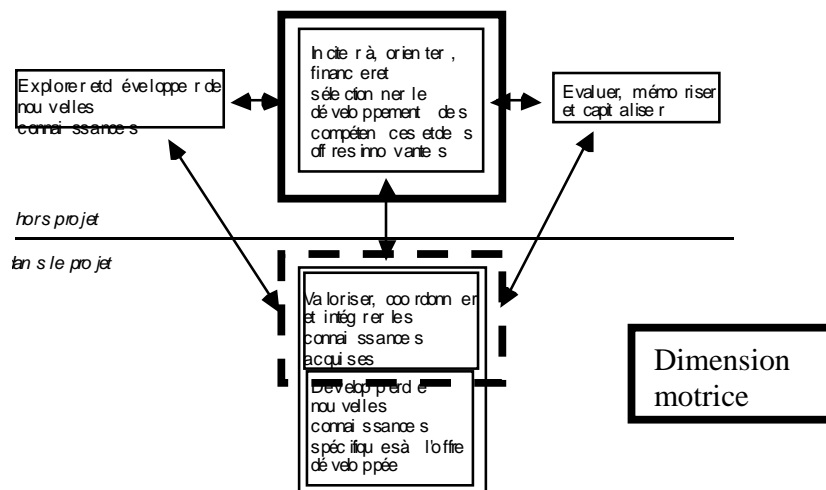 Explorer et développer de
nouvelles
connaissances
Inciter à, orienter,
financer et
sélectionner le
développement des
compétences et des
offres innovantes
Evaluer, mémoriser
et capitaliser
hors projet
dans le projet
Valoriser, coordonner
et intégrer les
connaissances
acquises
Développer de
nouvelles
connaissances
spécifiques à l'offre
développée
Dimension
motrice